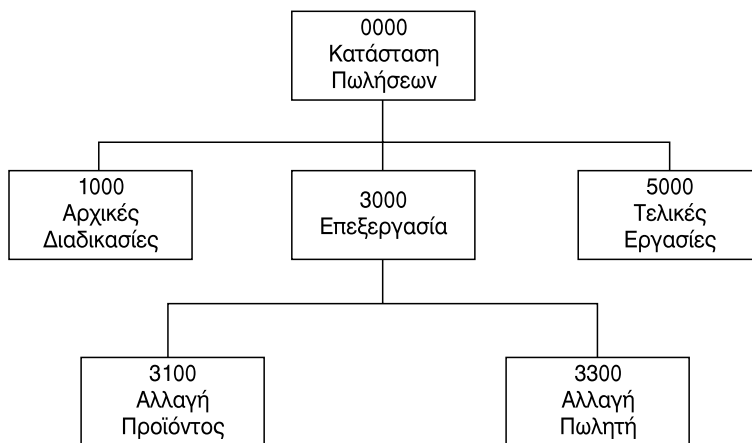 0000
Κατάσταση
Πωλήσεων
1000
Αρχικές
Διαδικασίες
3000
Επεξεργασία
5000
Τελικές
Εργασίες
3100
Αλλαγή
Προϊόντος
3300
Αλλαγή
Πωλητή